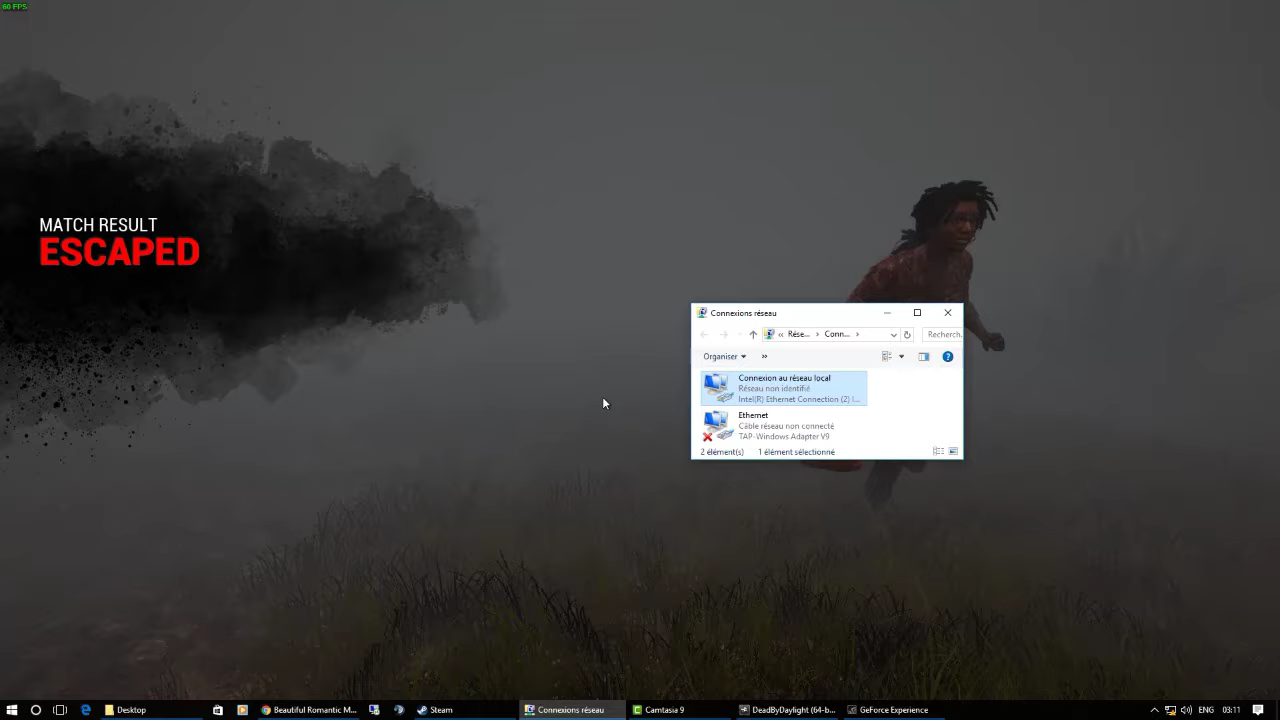 60 FPS
MATCH RESULT
ESCAPED
Connexions réseau
« Rése... › Conn... ›
Recherch.
Organiser
»
Connexion au réseau local
Réseau non identifié
Intel(R) Ethernet Connection (2) I...
Ethernet
Câble réseau non connecté
TAP-Windows Adapter V9
2 élément(s) 1 élément sélectionné
Desktop
Beautiful Romantic M...
Steam
Connexions réseau
Camtasia 9
DeadByDaylight (64-b...
GeForce Experience
ENG
03:11